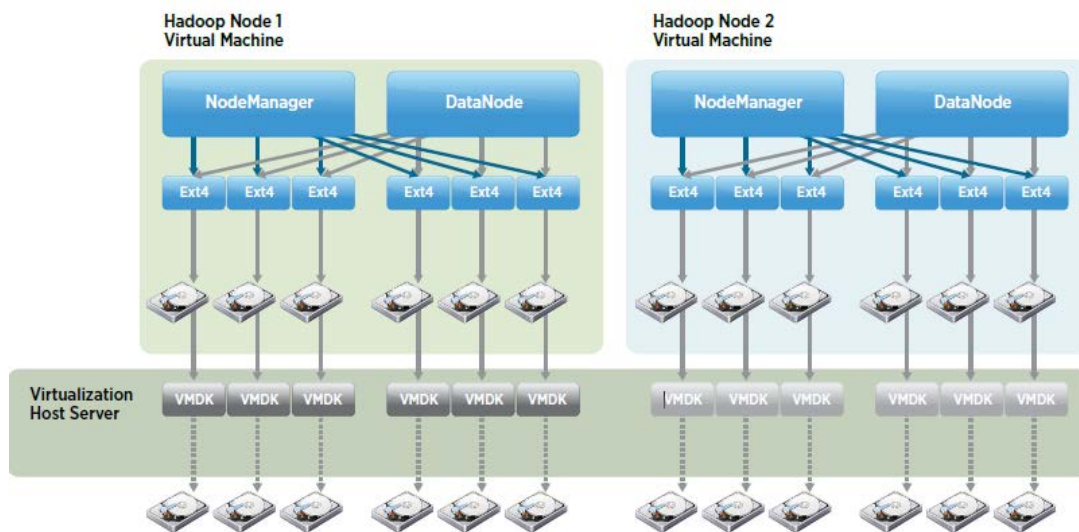 Hadoop Node 1
Virtual Machine
Hadoop Node 2
Virtual Machine
NodeManager
DataNode
NodeManager
DataNode
Ext4 Ext4 Ext4 Ext4 Ext4 Ext4
Ext4 Ext4 Ext4 Ext4 Ext4 Ext4
Virtualization
Host Server
VMDK VMDK VMDK VMDK VMDK VMDK
VMDK VMDK VMDK VMDK VMDK VMDK